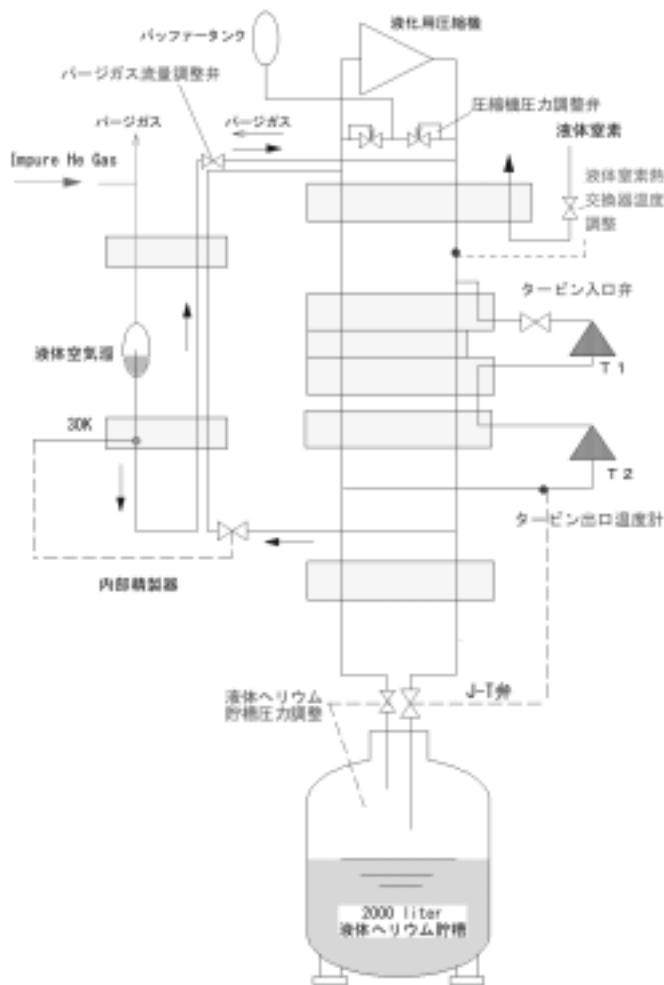 液化用圧縮機
バッファータンク
パージガス流量調整弁
パージガス
パージガス
圧縮機圧力調整弁
液体窒素
Impure He Gas
液体窒素熱
交換器温度
調整
タービン入口弁
液体空気溜
T1
30K
T2
タービン出口温度計
内部精製器
液体ヘリウム
貯槽圧力調整
J-T弁
2000 liter
液体ヘリウム貯槽